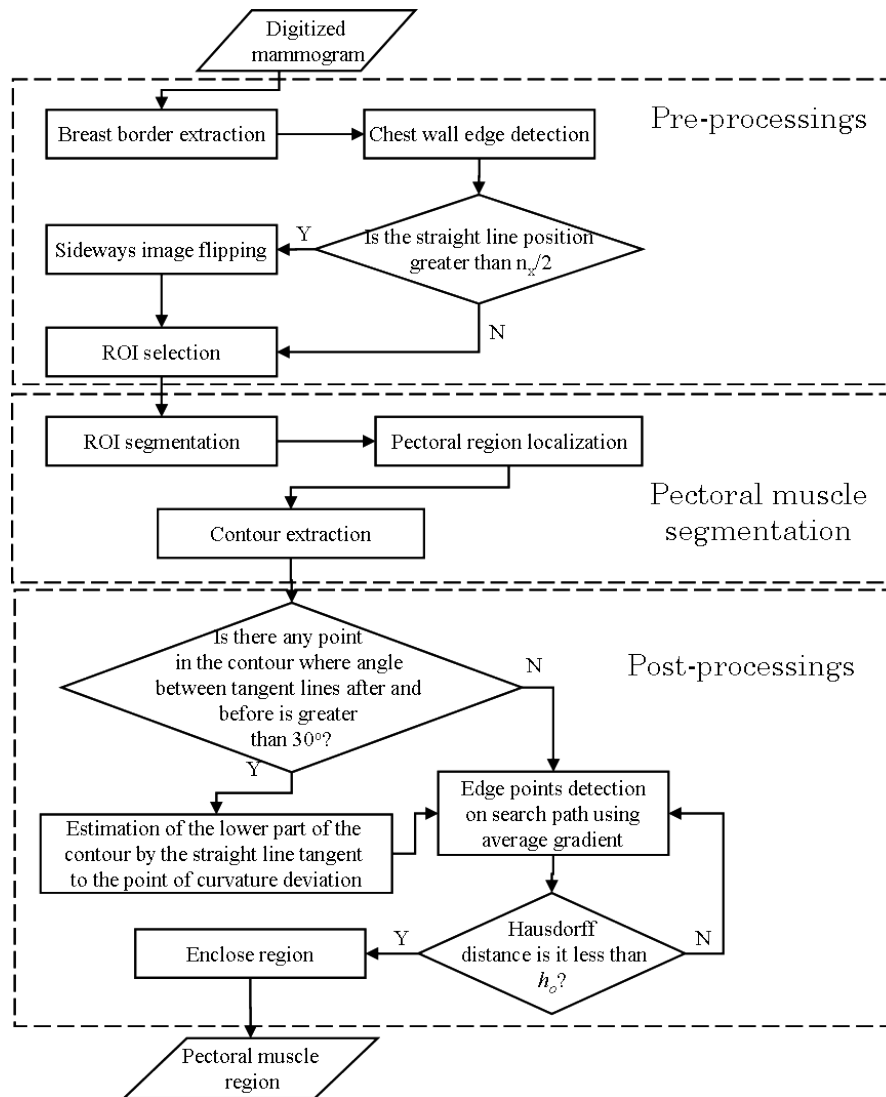 Digitized
mammogram
Pre-processings
Breast border extraction
Chest wall edge detection
Is the straight line position
greater than nx/2
Y
Sideways image flipping
N
ROI selection
ROI segmentation
Pectoral region localization
Pectoral muscle
segmentation
Contour extraction
Is there any point
in the contour where angle
between tangent lines after and
before is greater
than 30°?
N
Post-processings
Y
Edge points detection
on search path using
average gradient
Estimation of the lower part of the
contour by the straight line tangent
to the point of curvature deviation
Hausdorff
distance is it less than
ho?
Y
N
Enclose region
Pectoral muscle
region